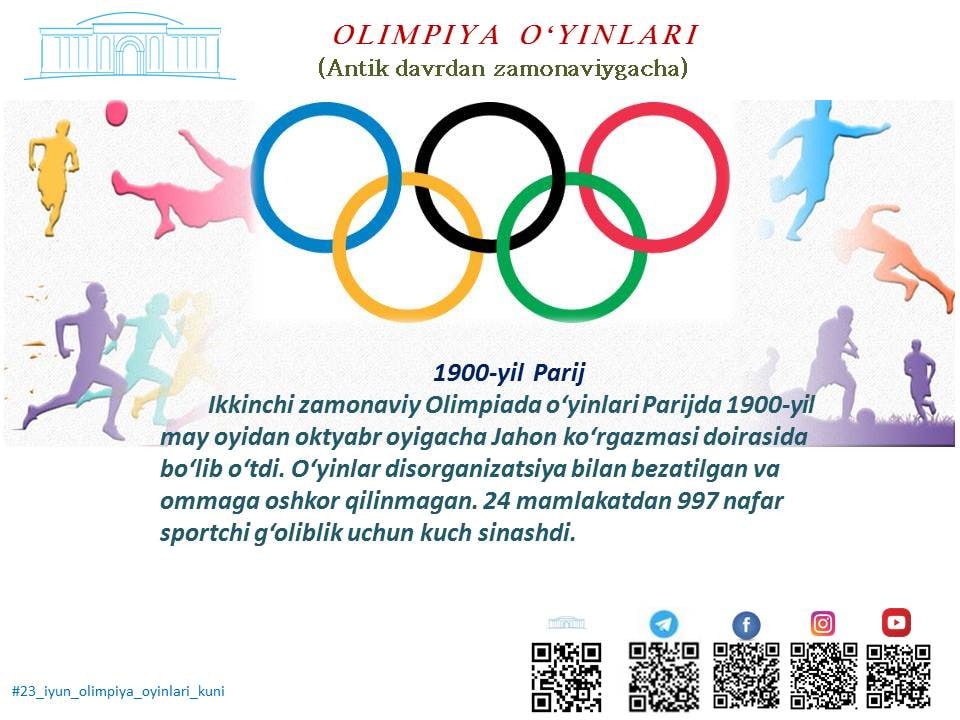 OLIMPIYA O‘YINLARI
(Antik davrdan zamonaviygacha)
1900-yil Parij
Ikkinchi zamonaviy Olimpiada o‘yinlari Parijda 1900-yil
may oyidan oktyabr oyigacha Jahon ko‘rgazmasi doirasida
bo‘lib o‘tdi. O‘yinlar disorganizatsiya bilan bezatilgan va
ommaga oshkor qilinmagan. 24 mamlakatdan 997 nafar
sportchi g‘oliblik uchun kuch sinashdi.
#23_iyun_olimpiya_oyinlari_kuni